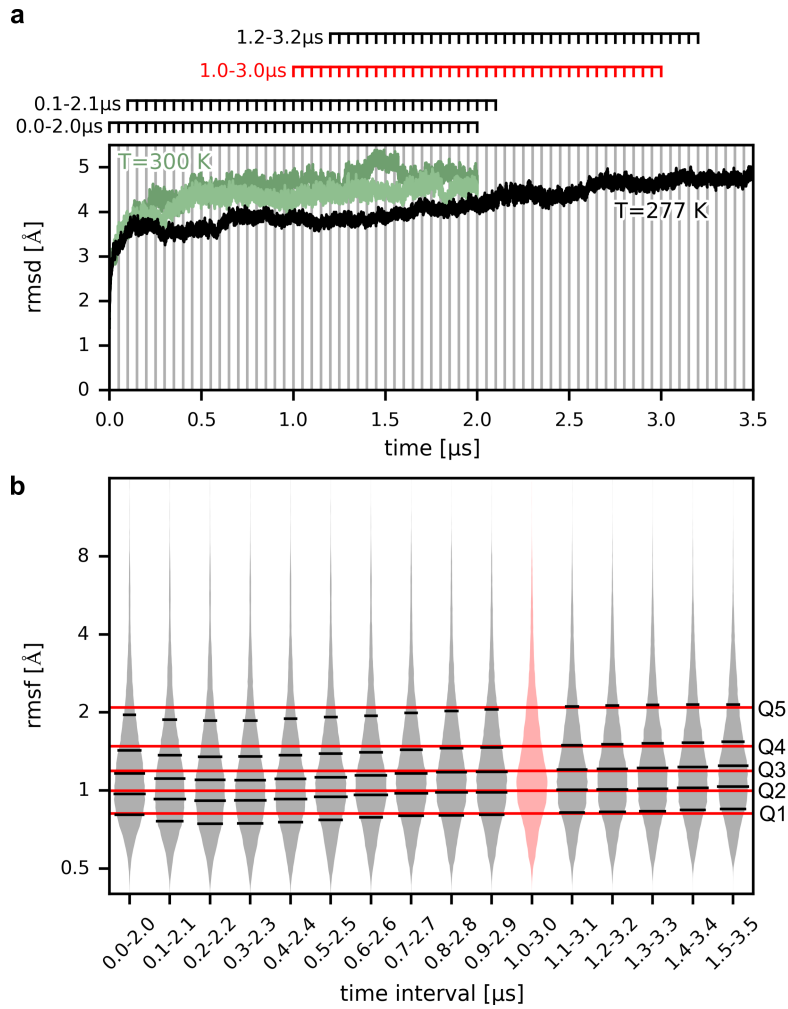 a
1.2-3.2µs
1.0-3.0µs
0.1-2.1µs
0.0-2.0µs
T=300 K
T=277 K
rmsd [Å]
5
4
3
2
1
0
0.0 0.5 1.0 1.5 2.0 2.5 3.0 3.5
time [µs]
b
rmsf [Å]
8
4
2
1
0.5
Q5
Q4
Q3
Q2
Q1
0.0-2.0 0.1-2.1 0.2-2.2 0.3-2.3 0.4-2.4 0.5-2.5 0.6-2.6 0.7-2.7 0.8-2.8 0.9-2.9 1.0-3.0 1.1-3.1 1.2-3.2 1.3-3.3 1.4-3.4 1.5-3.5
time interval [µs]